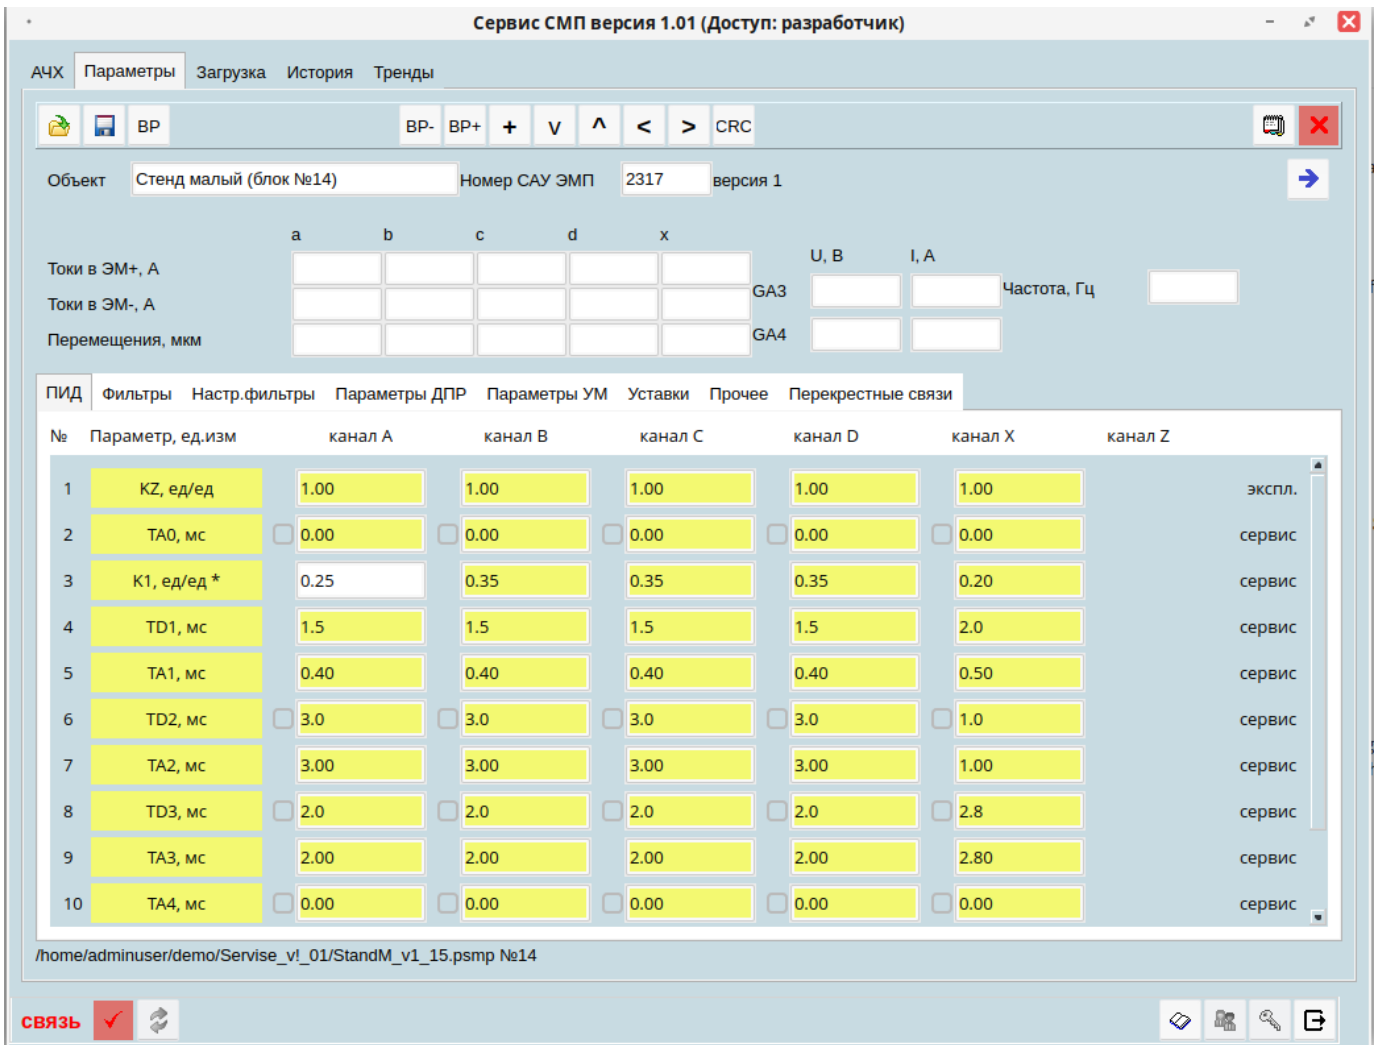 Сервис СМП версия 1.01 (Доступ: разработчик)
АЧХ Параметры Загрузка История Тренды
BP BP- BP+ + v ^ < > CRC
Объект Стенд малый (блок №14) Номер САУ ЭМП 2317 версия 1
a b c d x
U, В I, А
Токи в ЭМ+, А
GA3 Частота, Гц
Токи в ЭМ-, А
GA4
Перемещения, мкм
ПИД Фильтры Настр.фильтры Параметры ДПР Параметры УМ Уставки Прочее Перекрестные связи
№ Параметр, ед.изм канал A канал B канал C канал D канал X канал Z
1 KZ, ед/ед 1.00 1.00 1.00 1.00 1.00 экспл.
2 TA0, мс 0.00 0.00 0.00 0.00 0.00 сервис
3 K1, ед/ед * 0.25 0.35 0.35 0.35 0.20 сервис
4 TD1, мс 1.5 1.5 1.5 1.5 2.0 сервис
5 TA1, мс 0.40 0.40 0.40 0.40 0.50 сервис
6 TD2, мс 3.0 3.0 3.0 3.0 1.0 сервис
7 TA2, мс 3.00 3.00 3.00 3.00 1.00 сервис
8 TD3, мс 2.0 2.0 2.0 2.0 2.8 сервис
9 TA3, мс 2.00 2.00 2.00 2.00 2.80 сервис
10 TA4, мс 0.00 0.00 0.00 0.00 0.00 сервис
/home/adminuser/demo/Servise_v!_01/StandM_v1_15.psmp №14
связь